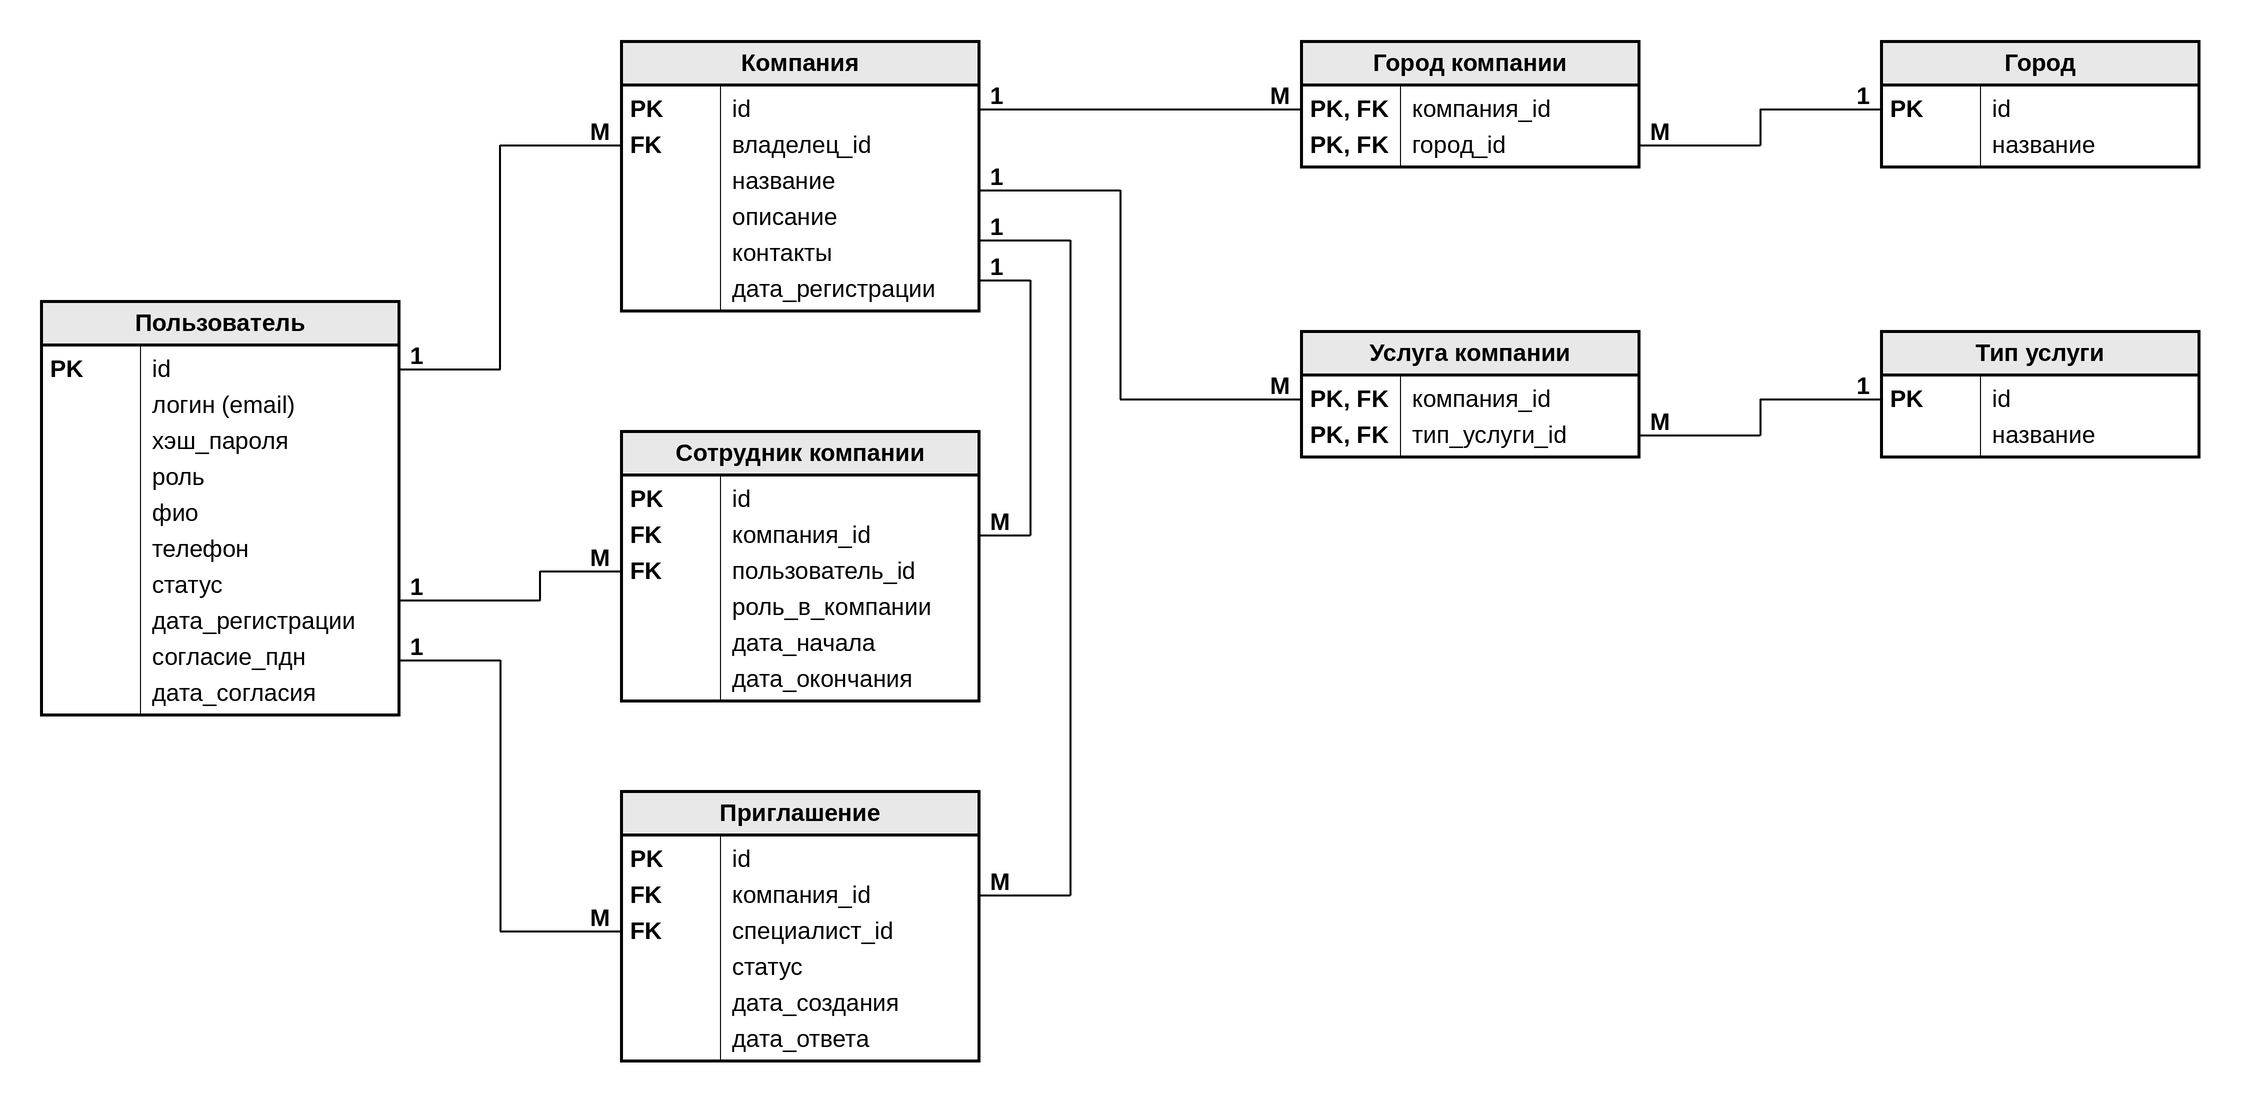 Компания
PK id
FK владелец_id
название
описание
контакты
дата_регистрации
1
M
1
1
1
M
Город компании
PK, FK компания_id
PK, FK город_id
M
1
Город
PK id
название
Пользователь
PK id
логин (email)
хэш_пароля
роль
фио
телефон
статус
дата_регистрации
согласие_пдн
дата_согласия
1
1
1
Сотрудник компании
PK id
FK компания_id
FK пользователь_id
роль_в_компании
дата_начала
дата_окончания
M
M
Услуга компании
PK, FK компания_id
PK, FK тип_услуги_id
M
M
1
Тип услуги
PK id
название
Приглашение
PK id
FK компания_id
FK специалист_id
статус
дата_создания
дата_ответа
M
M